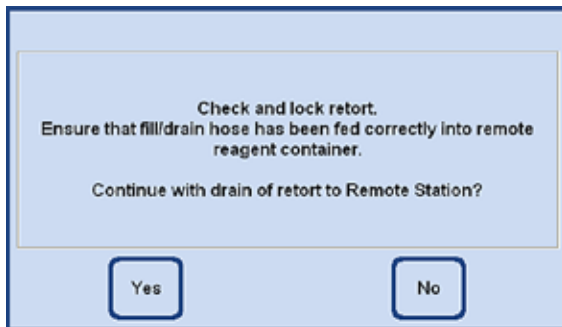 Check and lock retort.
Ensure that fill/drain hose has been fed correctly into remote
reagent container.
Continue with drain of retort to Remote Station?
Yes
No